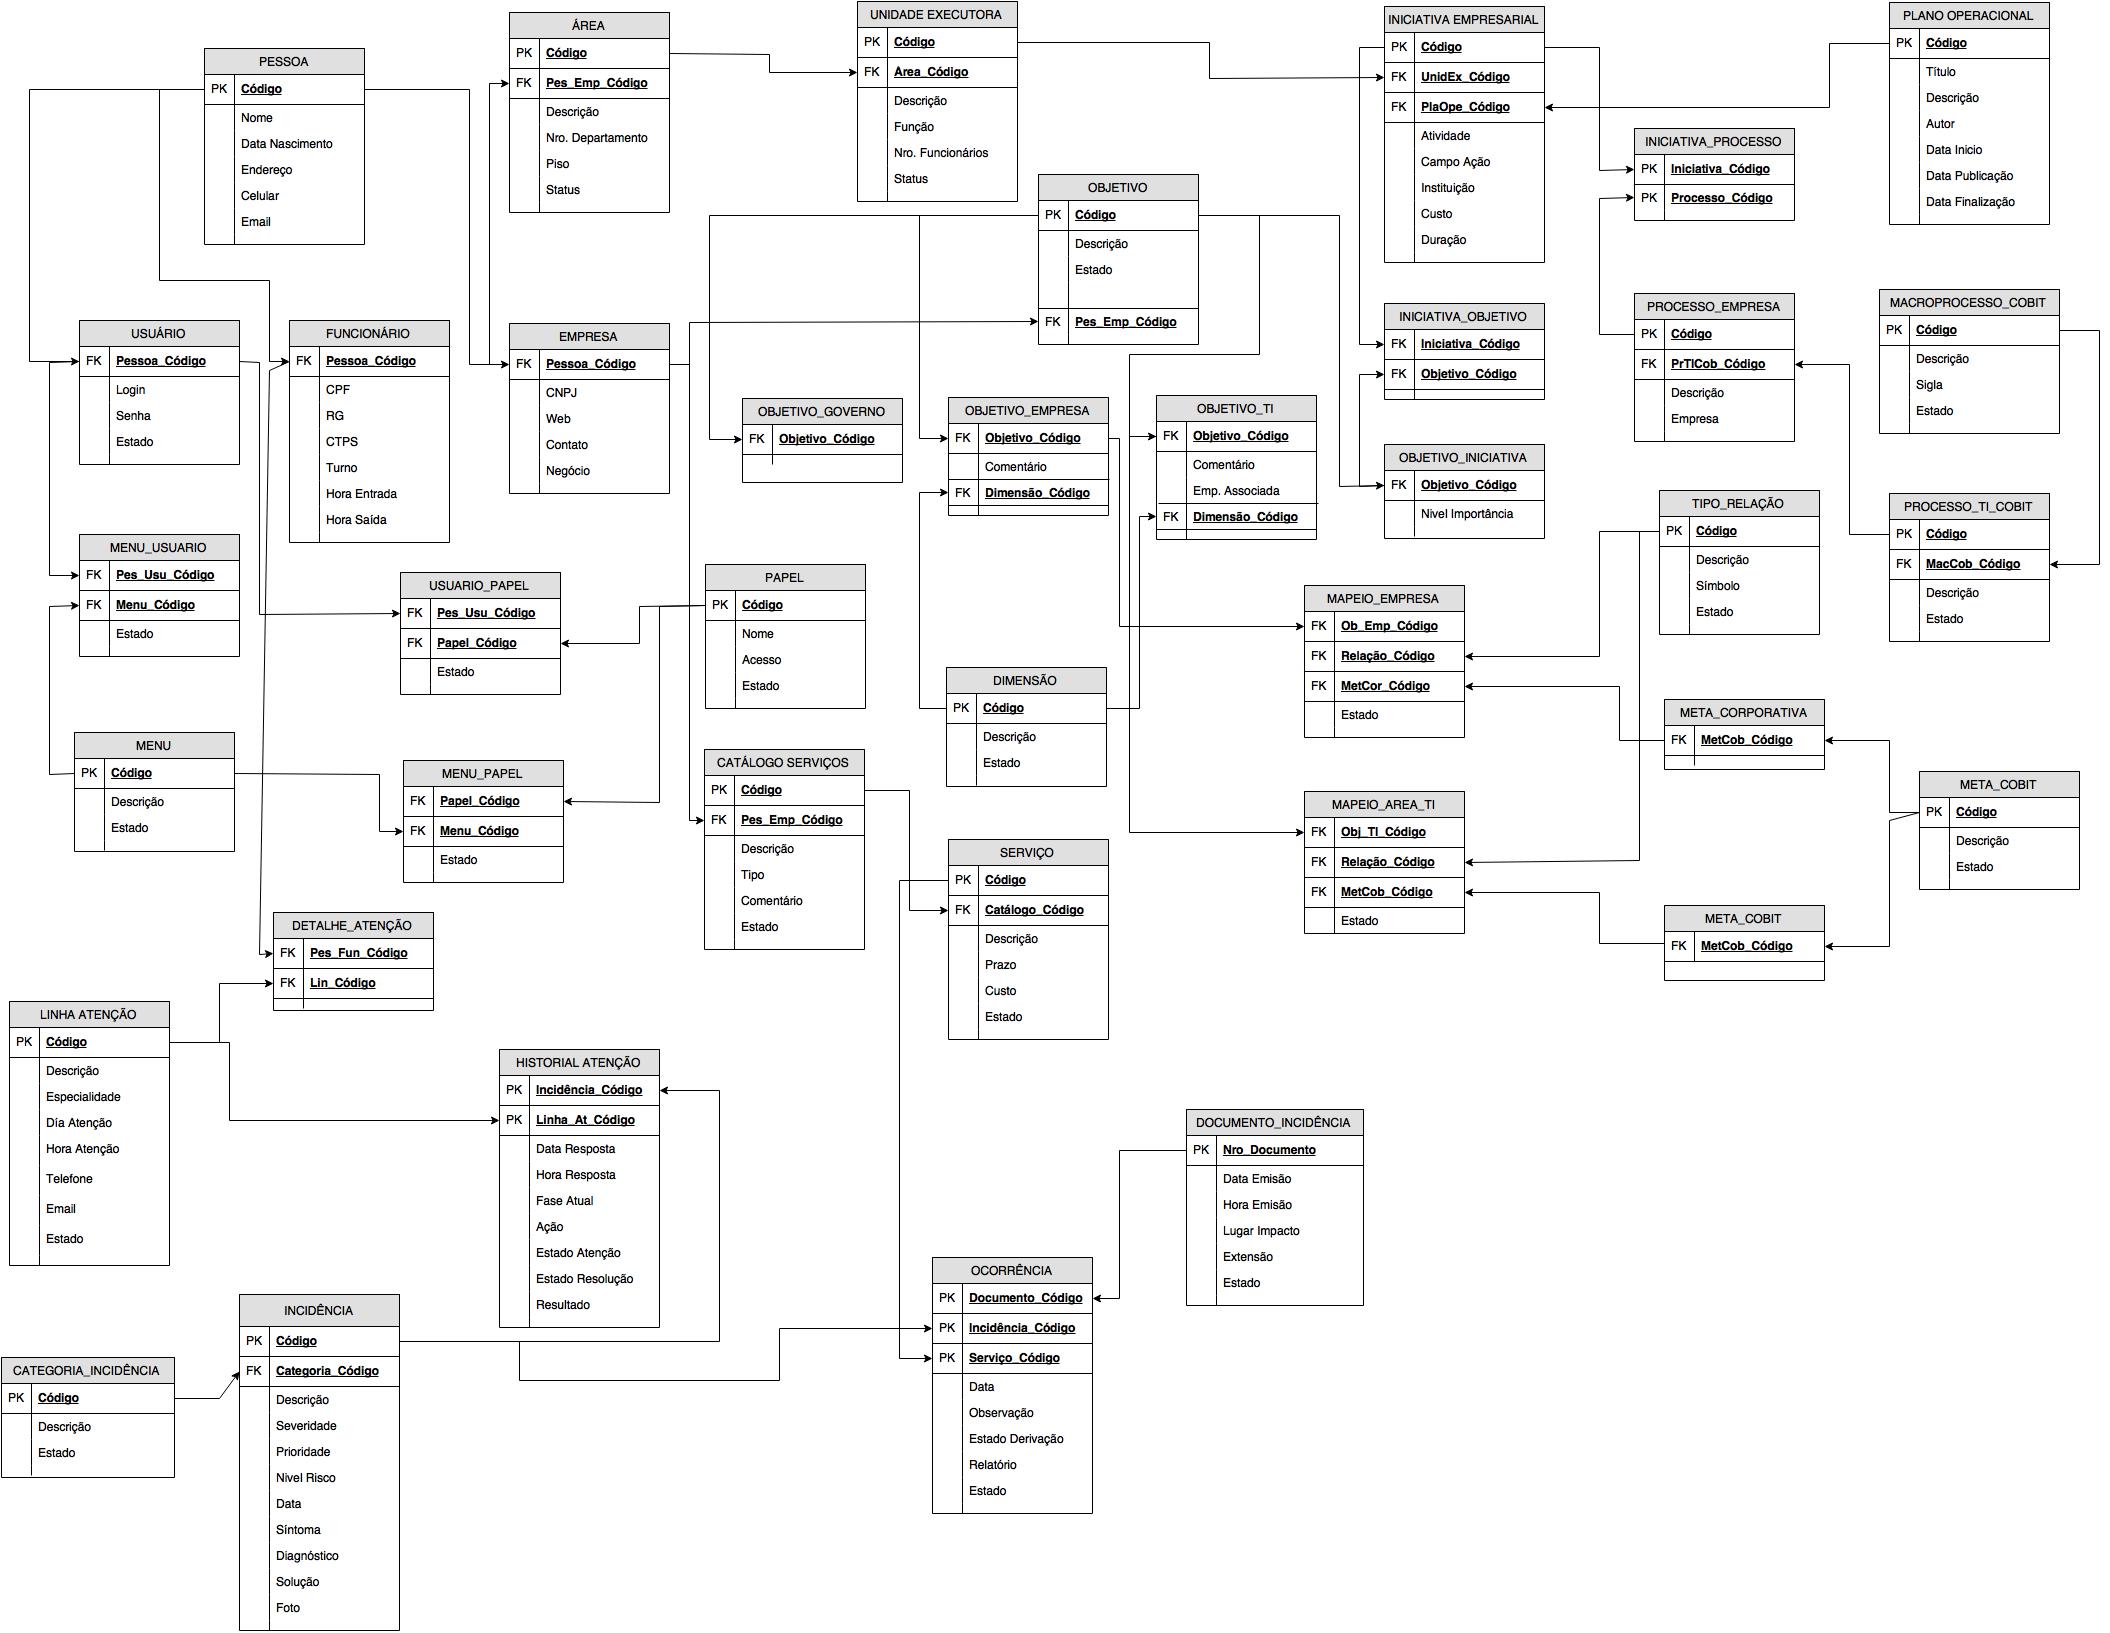 PESSOA
PK Código
Nome
Data Nascimento
Endereço
Celular
Email
ÁREA
PK Código
FK Pes_Emp_Código
Descrição
Nro. Departamento
Piso
Status
UNIDADE EXECUTORA
PK Código
FK Área_Código
Descrição
Função
Nro. Funcionários
Status
INICIATIVA EMPRESARIAL
PK Código
FK UnidEx_Código
FK PlaOpe_Código
Atividade
Campo Ação
Instituição
Custo
Duração
PLANO OPERACIONAL
PK Código
Título
Descrição
Autor
Data Inicio
Data Publicação
Data Finalização
INICIATIVA_PROCESSO
PK Iniciativa_Código
PK Processo_Código
OBJETIVO
PK Código
Descrição
Estado
FK Pes_Emp_Código
USUÁRIO
FK Pessoa_Código
Login
Senha
Estado
FUNCIONÁRIO
FK Pessoa_Código
CPF
RG
CTPS
Turno
Hora Entrada
Hora Saída
EMPRESA
FK Pessoa_Código
CNPJ
Web
Contato
Negócio
OBJETIVO_GOVERNO
FK Objetivo_Código
OBJETIVO_EMPRESA
FK Objetivo_Código
Comentário
FK Dimensão_Código
OBJETIVO_TI
FK Objetivo_Código
Comentário
Emp. Associada
FK Dimensão_Código
INICIATIVA_OBJETIVO
FK Iniciativa_Código
FK Objetivo_Código
OBJETIVO_INICIATIVA
FK Objetivo_Código
Nivel Importância
PROCESSO_EMPRESA
PK Código
FK PrTICob_Código
Descrição
Empresa
MACROPROCESSO_COBIT
PK Código
Descrição
Sigla
Estado
TIPO_RELAÇÃO
PK Código
Descrição
Símbolo
Estado
PROCESSO_TI_COBIT
PK Código
FK MacCob_Código
Descrição
Estado
MENU_USUARIO
FK Pes_Usu_Código
FK Menu_Código
Estado
USUARIO_PAPEL
FK Pes_Usu_Código
FK Papel_Código
Estado
PAPEL
PK Código
Nome
Acesso
Estado
MAPEIO_EMPRESA
FK Ob_Emp_Código
FK Relação_Código
FK MetCor_Código
Estado
DIMENSÃO
PK Código
Descrição
Estado
META_CORPORATIVA
FK MetCob_Código
META_COBIT
PK Código
Descrição
Estado
MENU
PK Código
Descrição
Estado
MENU_PAPEL
FK Papel_Código
FK Menu_Código
Estado
CATÁLOGO SERVIÇOS
PK Código
FK Pes_Emp_Código
Descrição
Tipo
Comentário
Estado
MAPEIO_AREA_TI
FK Obj_TI_Código
FK Relação_Código
FK MetCob_Código
Estado
META_COBIT
FK MetCob_Código
SERVIÇO
PK Código
FK Catálogo_Código
Descrição
Prazo
Custo
Estado
DETALHE_ATENÇÃO
FK Pes_Fun_Código
FK Lin_Código
LINHA ATENÇÃO
PK Código
Descrição
Especialidade
Día Atenção
Hora Atenção
Telefone
Email
Estado
HISTORIAL ATENÇÃO
PK Incidência_Código
PK Linha_At_Código
Data Resposta
Hora Resposta
Fase Atual
Ação
Estado Atenção
Estado Resolução
Resultado
DOCUMENTO_INCIDÊNCIA
PK Nro_Documento
Data Emisão
Hora Emisão
Lugar Impacto
Extensão
Estado
OCORRÊNCIA
PK Documento_Código
PK Incidência_Código
PK Serviço_Código
Data
Observação
Estado Derivação
Relatório
Estado
INCIDÊNCIA
PK Código
FK Categoria_Código
Descrição
Severidade
Prioridade
Nivel Risco
Data
Síntoma
Diagnóstico
Solução
Foto
CATEGORIA_INCIDÊNCIA
PK Código
Descrição
Estado